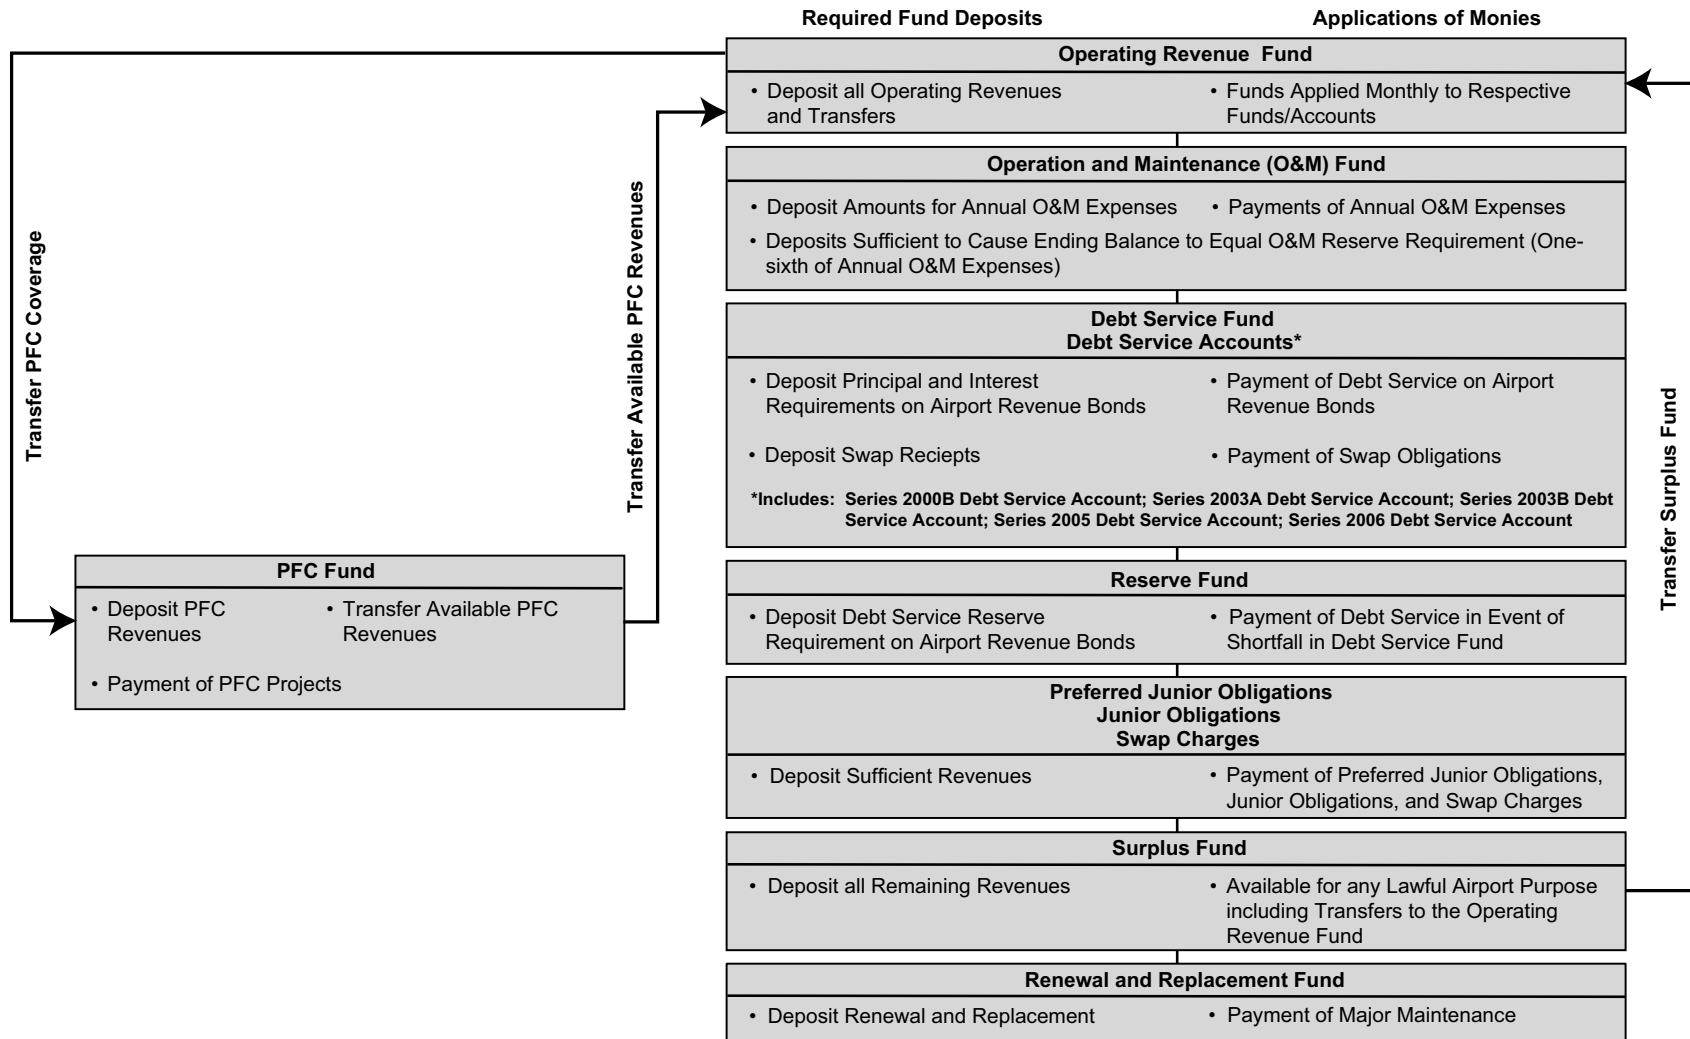 Required Fund Deposits
Applications of Monies
Operating Revenue Fund
• Deposit all Operating Revenues
and Transfers
• Funds Applied Monthly to Respective
Funds/Accounts
Operation and Maintenance (O&M) Fund
• Deposit Amounts for Annual O&M Expenses
• Payments of Annual O&M Expenses
• Deposits Sufficient to Cause Ending Balance to Equal O&M Reserve Requirement (One-
sixth of Annual O&M Expenses)
Debt Service Fund
Debt Service Accounts*
• Deposit Principal and Interest
Requirements on Airport Revenue Bonds
• Payment of Debt Service on Airport
Revenue Bonds
• Deposit Swap Reciepts
• Payment of Swap Obligations
*Includes: Series 2000B Debt Service Account; Series 2003A Debt Service Account; Series 2003B Debt
Service Account; Series 2005 Debt Service Account; Series 2006 Debt Service Account
Reserve Fund
• Deposit Debt Service Reserve
Requirement on Airport Revenue Bonds
• Payment of Debt Service in Event of
Shortfall in Debt Service Fund
Preferred Junior Obligations
Junior Obligations
Swap Charges
• Deposit Sufficient Revenues
• Payment of Preferred Junior Obligations,
Junior Obligations, and Swap Charges
Surplus Fund
• Deposit all Remaining Revenues
• Available for any Lawful Airport Purpose
including Transfers to the Operating
Revenue Fund
Renewal and Replacement Fund
• Deposit Renewal and Replacement
• Payment of Major Maintenance
Transfer PFC Coverage
Transfer Available PFC Revenues
PFC Fund
• Deposit PFC
Revenues
• Transfer Available PFC
Revenues
• Payment of PFC Projects
Transfer Surplus Fund